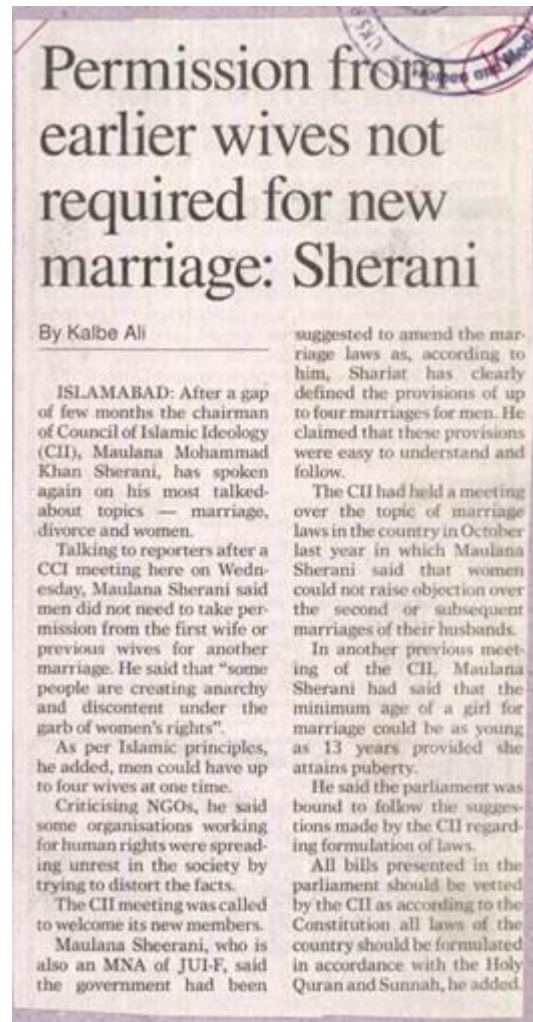 Permission from
earlier wives not
required for new
marriage: Sherani
By Kalbe Ali
ISLAMABAD: After a gap
of few months the chairman
of Council of Islamic Ideology
(CII), Maulana Mohammad
Khan Sherani, has spoken
again on his most talked-
about topics — marriage,
divorce and women.
Talking to reporters after a
CCI meeting here on Wedn-
esday, Maulana Sherani said
men did not need to take per-
mission from the first wife or
previous wives for another
marriage. He said that “some
people are creating anarchy
and discontent under the
garb of women's rights”.
As per Islamic principles,
he added, men could have up
to four wives at one time.
Criticising NGOs, he said
some organisations working
for human rights were spread-
ing unrest in the society by
trying to distort the facts.
The CII meeting was called
to welcome its new members.
Maulana Sheerani, who is
also an MNA of JUI-F, said
the government had been
suggested to amend the mar-
riage laws as, according to
him, Shariat has clearly
defined the provisions of up
to four marriages for men. He
claimed that these provisions
were easy to understand and
follow.
The CII had held a meeting
over the topic of marriage
laws in the country in October
last year in which Maulana
Sherani said that women
could not raise objection over
the second or subsequent
marriages of their husbands.
In another previous meet-
ing of the CII, Maulana
Sherani had said that the
minimum age of a girl for
marriage could be as young
as 13 years provided she
attains puberty.
He said the parliament was
bound to follow the sugges-
tions made by the CII regard-
ing formulation of laws.
All bills presented in the
parliament should be vetted
by the CII as according to the
Constitution all laws of the
country should be formulated
in accordance with the Holy
Quran and Sunnah, he added.